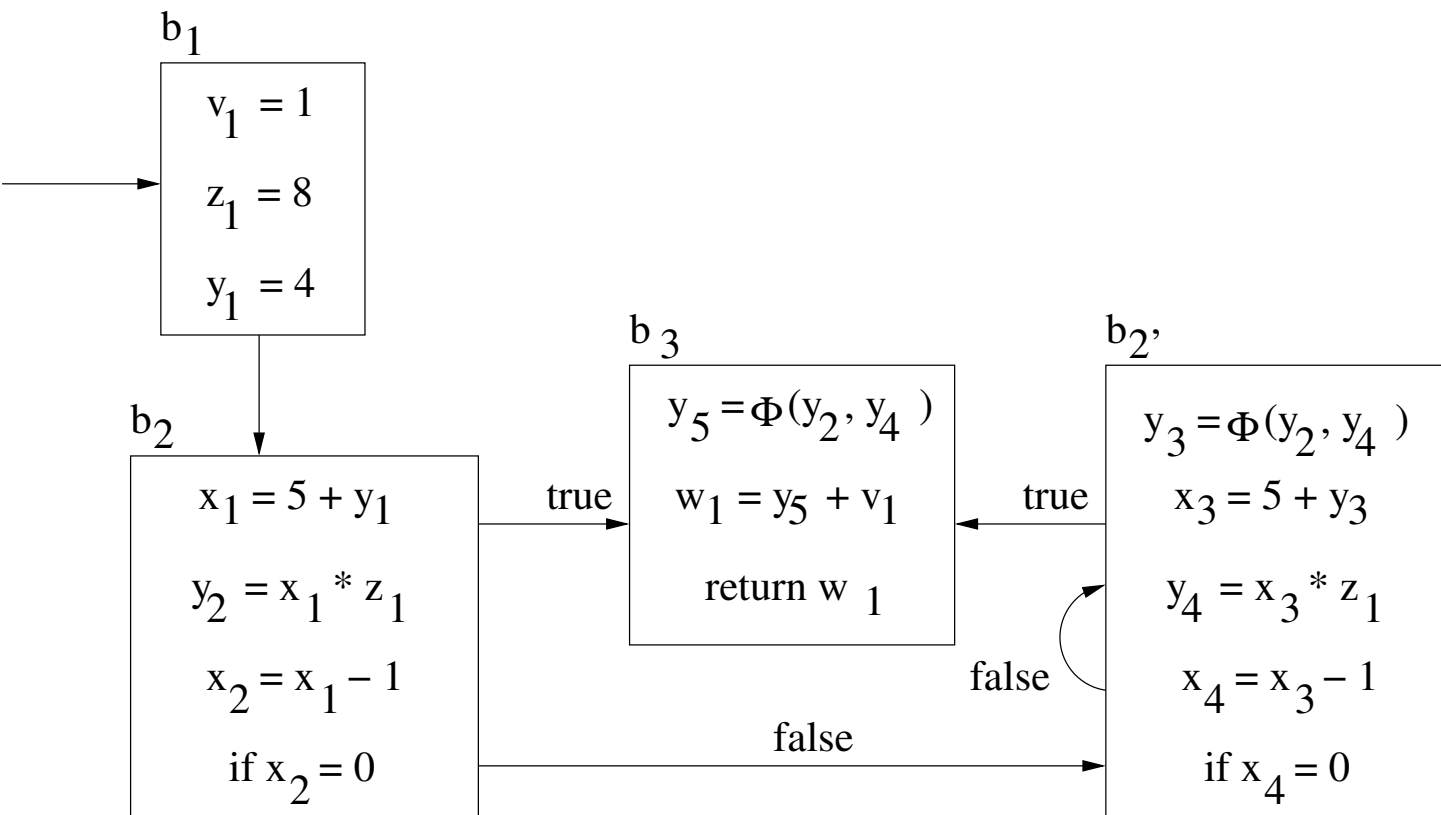 b₁
v₁ = 1
z₁ = 8
y₁ = 4
b₂
x₁ = 5 + y₁
y₂ = x₁ * z₁
x₂ = x₁ − 1
if x₂ = 0
true
false
b₃
y₅ = Φ(y₂, y₄)
w₁ = y₅ + v₁
return w₁
true
false
b₂’
y₃ = Φ(y₂, y₄)
x₃ = 5 + y₃
y₄ = x₃ * z₁
x₄ = x₃ − 1
if x₄ = 0